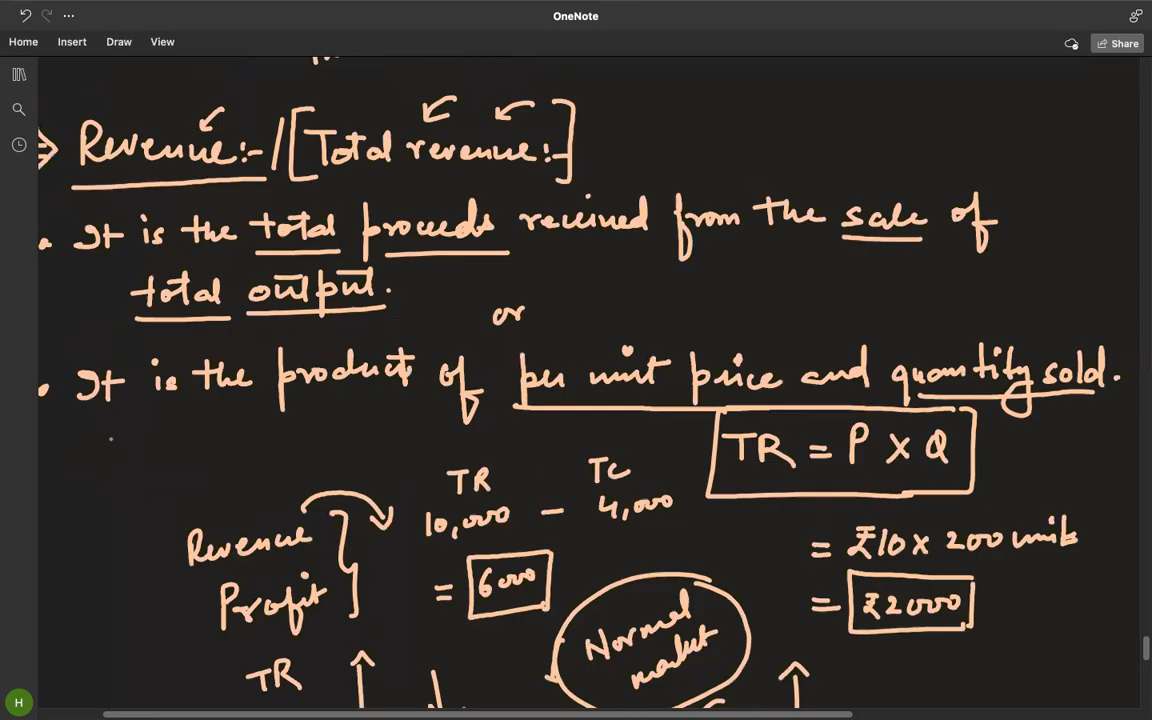 OneNote
Home Insert Draw View
Share
Revenue:- / [Total revenue:-]
It is the total proceeds received from the sale of
total output.
or
It is the product of per unit price and quantity sold.
TR = P X Q
TR TC
10,000 - 4,000
Revenue
= ₹10 x 200 units
= 6000
Profit
= ₹2000
Normal
market
TR
H